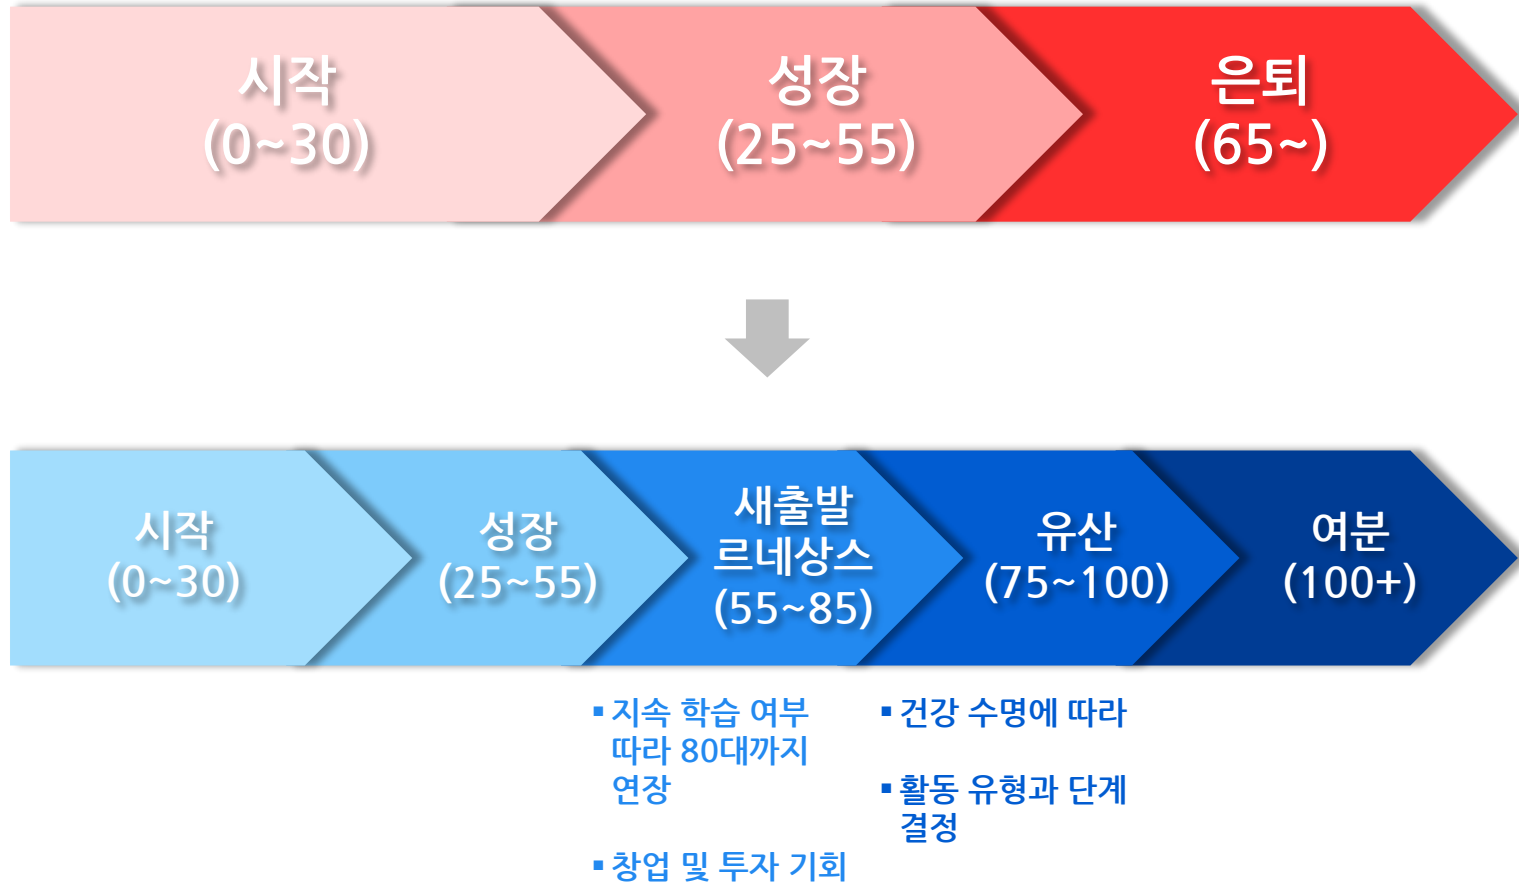 시작
(0~30)
성장
(25~55)
은퇴
(65~)
시작
(0~30)
성장
(25~55)
새출발
르네상스
(55~85)
유산
(75~100)
여분
(100+)
▪ 지속 학습 여부
따라 80대까지
연장
▪ 창업 및 투자 기회
▪ 건강 수명에 따라
▪ 활동 유형과 단계
결정